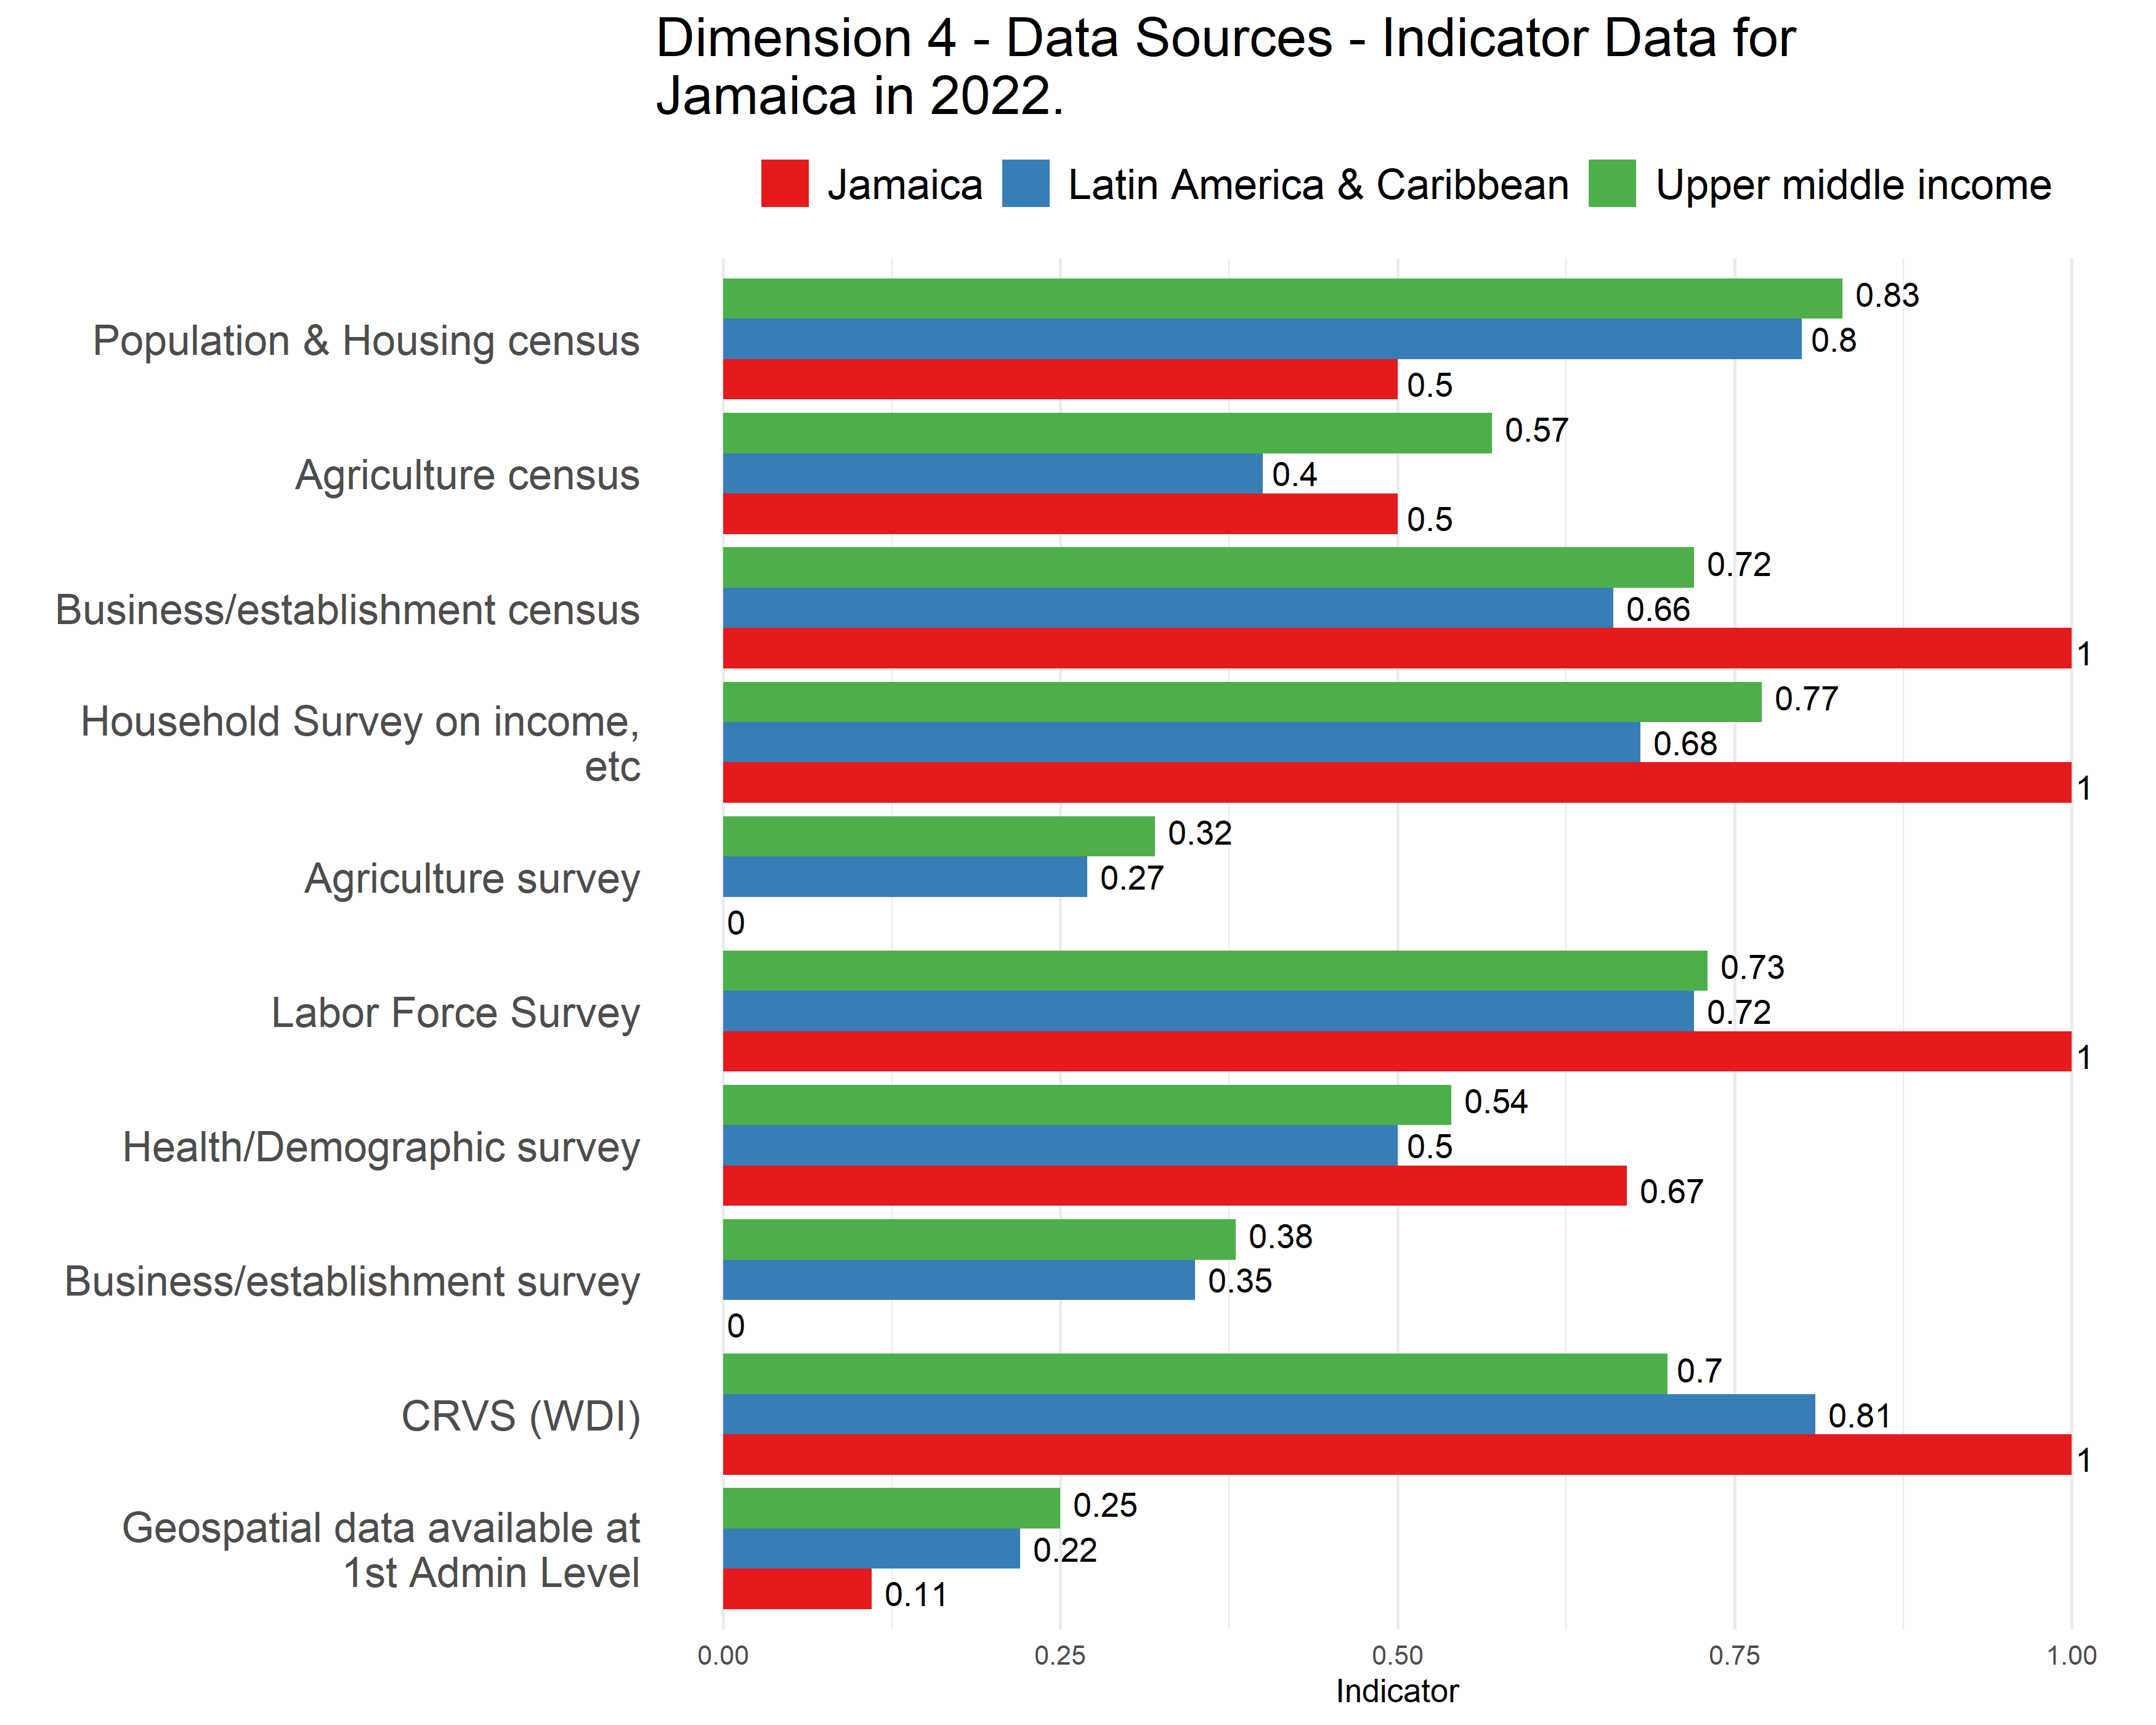 Dimension 4 - Data Sources - Indicator Data for
Jamaica in 2022.
Jamaica Latin America & Caribbean Upper middle income
Population & Housing census
0.83
0.8
0.5
Agriculture census
0.57
0.4
0.5
Business/establishment census
0.72
0.66
1
Household Survey on income,
etc
0.77
0.68
1
Agriculture survey
0.32
0.27
0
Labor Force Survey
0.73
0.72
1
Health/Demographic survey
0.54
0.5
0.67
Business/establishment survey
0.38
0.35
0
CRVS (WDI)
0.7
0.81
1
Geospatial data available at
1st Admin Level
0.25
0.22
0.11
0.00 0.25 0.50 0.75 1.00
Indicator